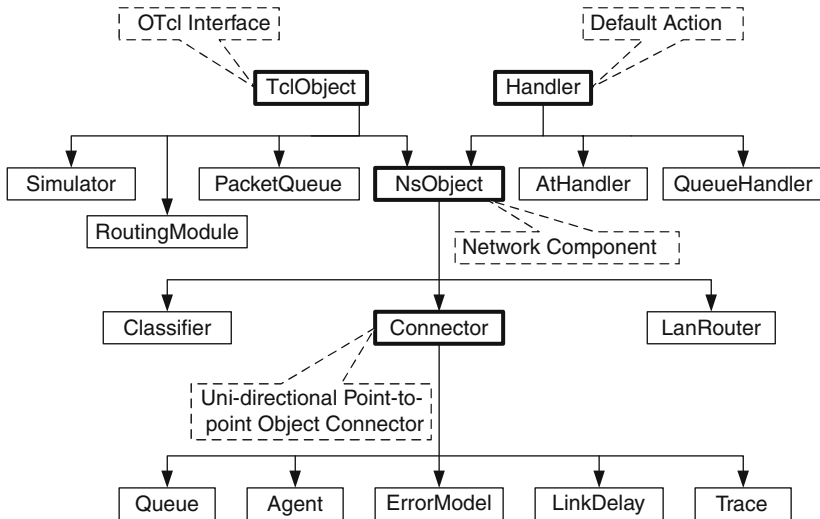 OTcl Interface
Default Action
TclObject
Handler
Simulator
PacketQueue
NsObject
AtHandler
QueueHandler
RoutingModule
Network Component
Classifier
Connector
LanRouter
Uni-directional Point-to-
point Object Connector
Queue
Agent
ErrorModel
LinkDelay
Trace